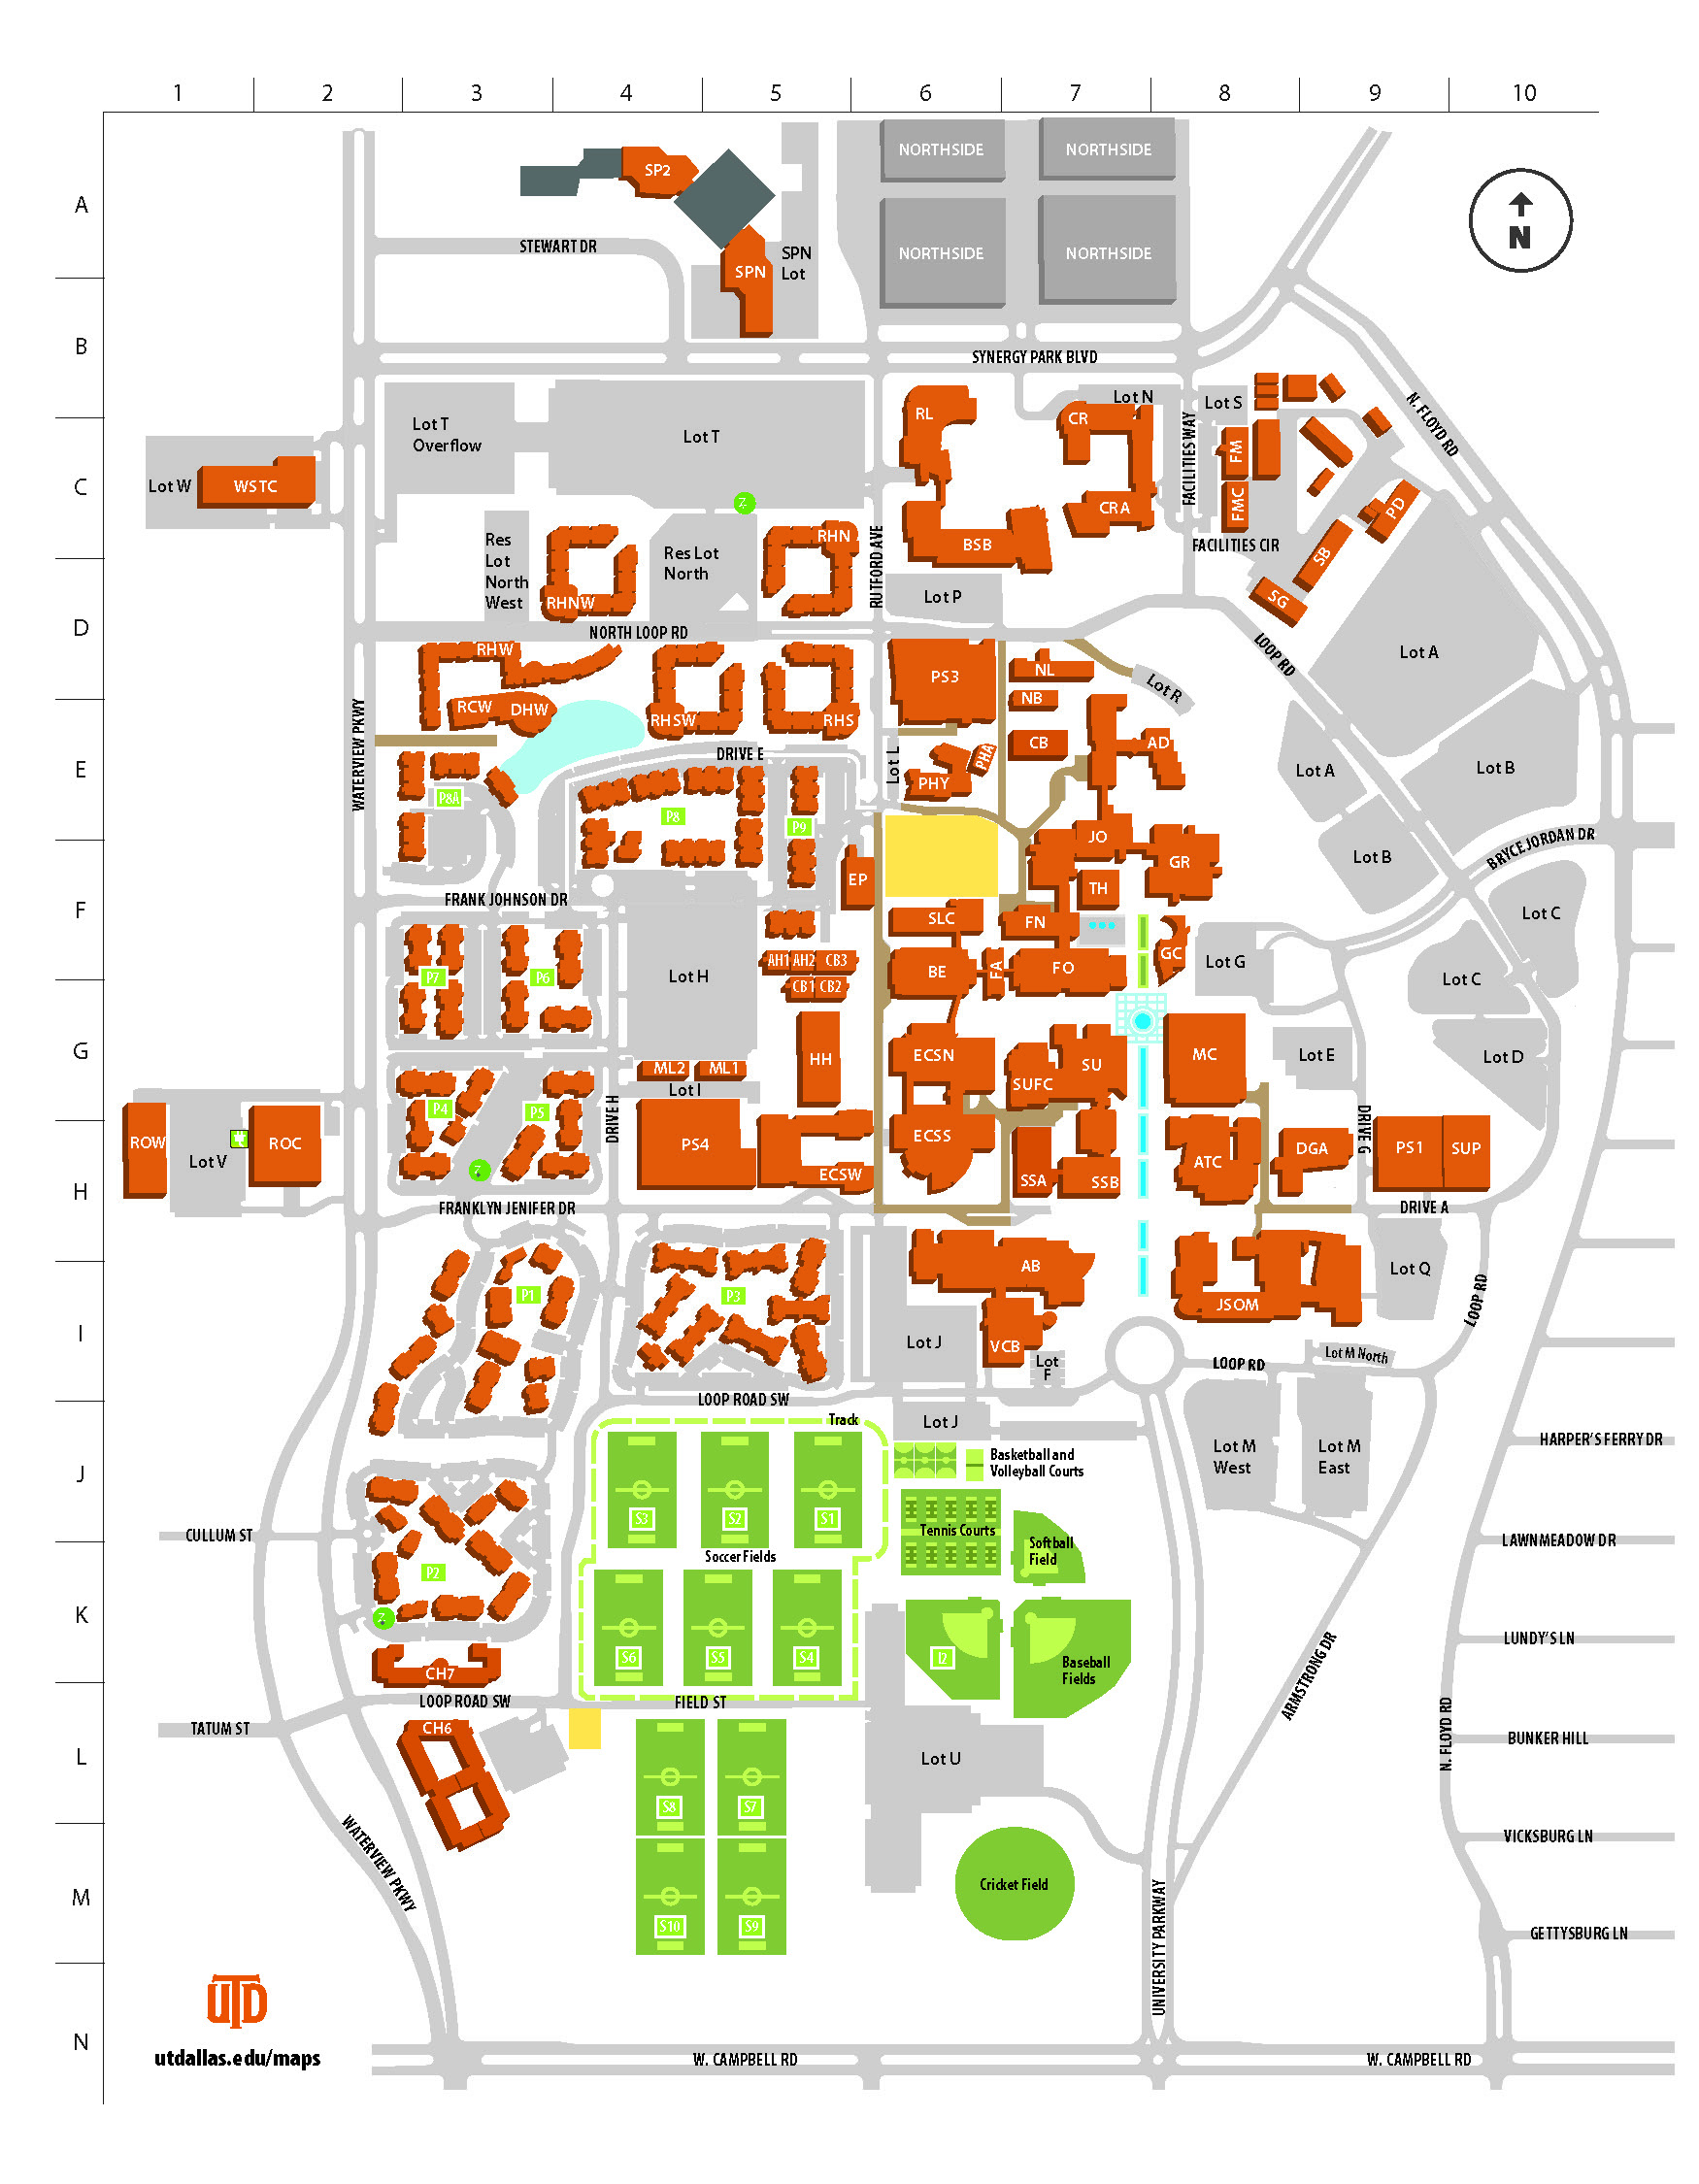 1 2 3 4 5 6 7 8 9 10
A
B
C
D
E
F
G
H
I
J
K
L
M
N
N
NORTHSIDE
NORTHSIDE
NORTHSIDE
NORTHSIDE
SP2
STEWART DR
SPN
Lot
SPN
SYNERGY PARK BLVD
N. FLOYD RD
Lot T
Overflow
Lot T
RL
CR
Lot N
Lot S
FACILITIES WAY
FM
FMC
CRA
BSB
PD
SB
SG
FACILITIES CIR
Lot W
WSTC
Res
Lot
North
West
RHNW
Res Lot
North
RHN
RUTFORD AVE
Lot P
NORTH LOOP RD
LOOP RD
Lot A
RHW
RCW
DHW
RHSW
RHS
PS3
NL
NB
Lot R
CB
AD
PHA
PHY
Lot L
DRIVE E
WATERVIEW PKWY
Lot A
Lot B
P8A
P8
P9
JO
GR
TH
Lot B
BRYCE JORDAN DR
EP
FRANK JOHNSON DR
SLC
FN
Lot C
AH1
AH2
CB3
CB1
CB2
BE
FA
FO
GC
Lot G
Lot C
P7
P6
Lot H
HH
ECSN
SUFC
SU
MC
Lot E
Lot D
ML2
ML1
Lot I
P4
P5
DRIVE H
ROW
Lot V
ROC
PS4
ECSW
ECSS
SSA
SSB
ATC
DGA
DRIVE G
PS1
SUP
Z
FRANKLYN JENIFER DR
DRIVE A
P1
P3
AB
VCB
Lot J
Lot
F
JSOM
Lot Q
LOOP RD
LOOP RD
Lot M North
LOOP ROAD SW
Track
Lot J
Basketball and
Volleyball Courts
Lot M
West
Lot M
East
HARPER'S FERRY DR
S3
S2
S1
Tennis Courts
Softball
Field
CULLUM ST
LAWNMEADOW DR
Soccer Fields
P2
Z
S6
S5
S4
I2
Baseball
Fields
LUNDY'S LN
CH7
ARMSTRONG DR
LOOP ROAD SW
FIELD ST
TATUM ST
CH6
N. FLOYD RD
BUNKER HILL
Lot U
S8
S7
WATERVIEW PKWY
VICKSBURG LN
Cricket Field
S10
S9
UNIVERSITY PARKWAY
GETTYSBURG LN
UTD
utdallas.edu/maps
W. CAMPBELL RD
W. CAMPBELL RD
Z